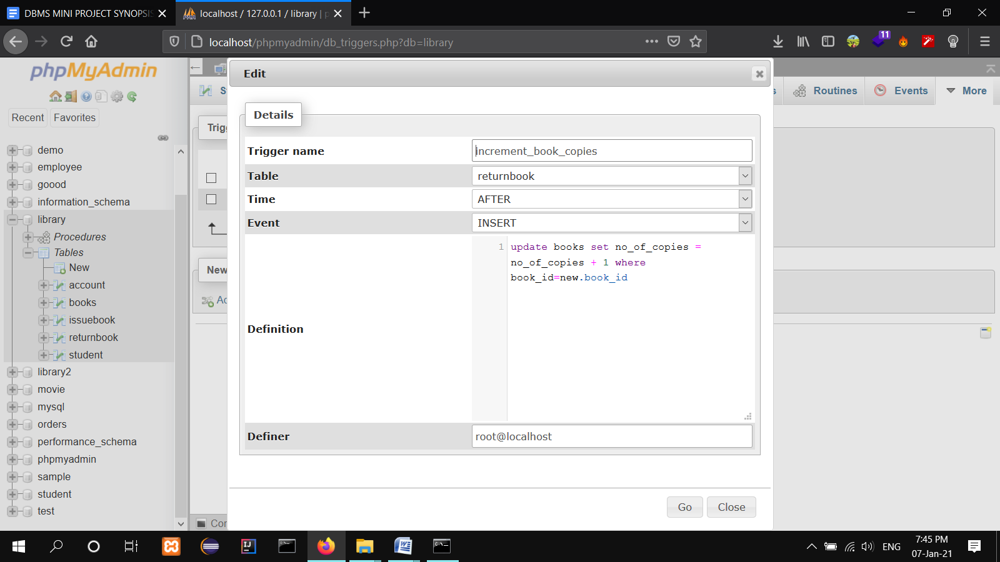 DBMS MINI PROJECT SYNOPSIS
localhost / 127.0.0.1 / library | p
localhost/phpmyadmin/db_triggers.php?db=library
11
phpMyAdmin
Recent
Favorites
demo
employee
goood
information_schema
library
Procedures
Tables
New
account
books
issuebook
returnbook
student
library2
movie
mysql
orders
performance_schema
phpmyadmin
sample
student
test
S
s
Routines
Events
More
Trigg
New
Ac
Con
Edit
Details
Trigger name
increment_book_copies
Table
returnbook
Time
AFTER
Event
INSERT
Definition
1
update books set no_of_copies =
no_of_copies + 1 where
book_id=new.book_id
Definer
root@localhost
Go
Close
ENG
7:45 PM
07-Jan-21